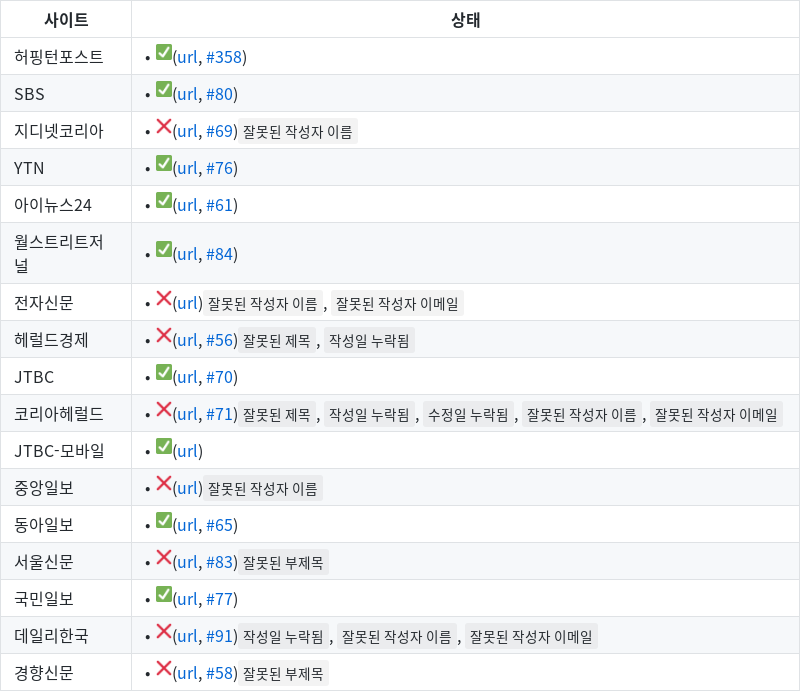 사이트 상태
허핑턴포스트 • ✅(url, #358)
SBS • ✅(url, #80)
지디넷코리아 • ❌(url, #69) 잘못된 작성자 이름
YTN • ✅(url, #76)
아이뉴스24 • ✅(url, #61)
월스트리트저
널 • ✅(url, #84)
전자신문 • ❌(url) 잘못된 작성자 이름 , 잘못된 작성자 이메일
헤럴드경제 • ❌(url, #56) 잘못된 제목 , 작성일 누락됨
JTBC • ✅(url, #70)
코리아헤럴드 • ❌(url, #71) 잘못된 제목 , 작성일 누락됨 , 수정일 누락됨 , 잘못된 작성자 이름 , 잘못된 작성자 이메일
JTBC-모바일 • ✅(url)
중앙일보 • ❌(url) 잘못된 작성자 이름
동아일보 • ✅(url, #65)
서울신문 • ❌(url, #83) 잘못된 부제목
국민일보 • ✅(url, #77)
데일리한국 • ❌(url, #91) 작성일 누락됨 , 잘못된 작성자 이름 , 잘못된 작성자 이메일
경향신문 • ❌(url, #58) 잘못된 부제목